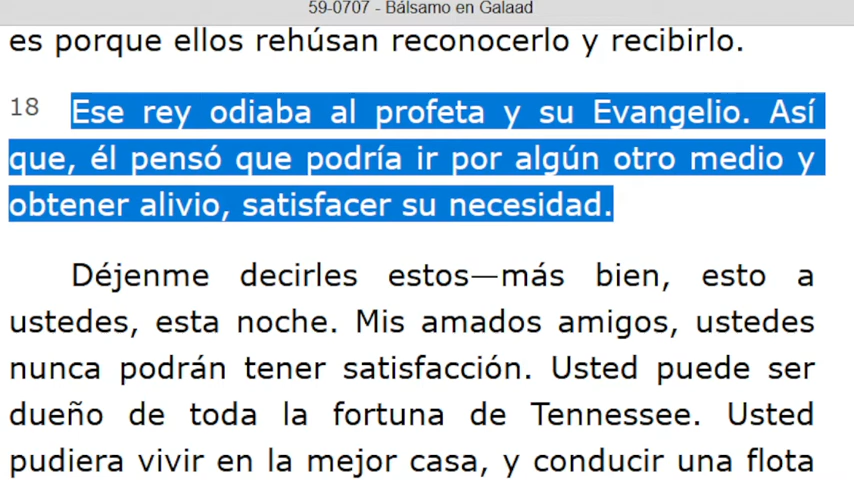 59-0707 - Bálsamo en Galaad
es porque ellos rehúsan reconocerlo y recibirlo.
18 Ese rey odiaba al profeta y su Evangelio. Así
que, él pensó que podría ir por algún otro medio y
obtener alivio, satisfacer su necesidad.
Déjenme decirles estos—más bien, esto a
ustedes, esta noche. Mis amados amigos, ustedes
nunca podrán tener satisfacción. Usted puede ser
dueño de toda la fortuna de Tennessee. Usted
pudiera vivir en la mejor casa, y conducir una flota